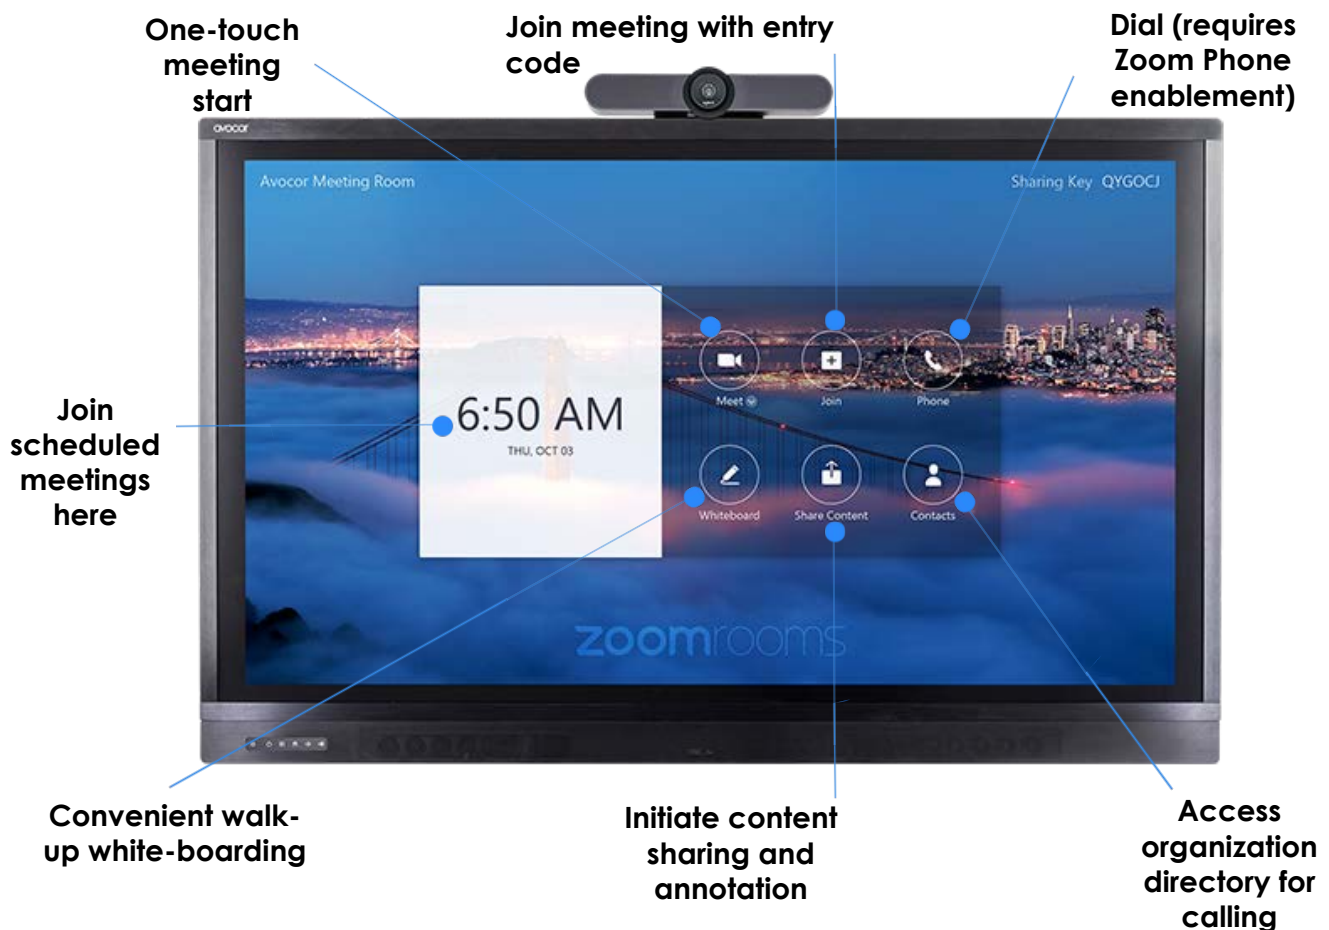 One-touch
meeting
start
Join meeting with entry
code
Dial (requires
Zoom Phone
enablement)
avocor
Avocor Meeting Room
Sharing Key QYGOCJ
Meet
Join
Phone
Join
scheduled
meetings
here
6:50 AM
THU, OCT 03
Whiteboard
Share Content
Contacts
zoomrooms
Convenient walk-
up white-boarding
Initiate content
sharing and
annotation
Access
organization
directory for
calling